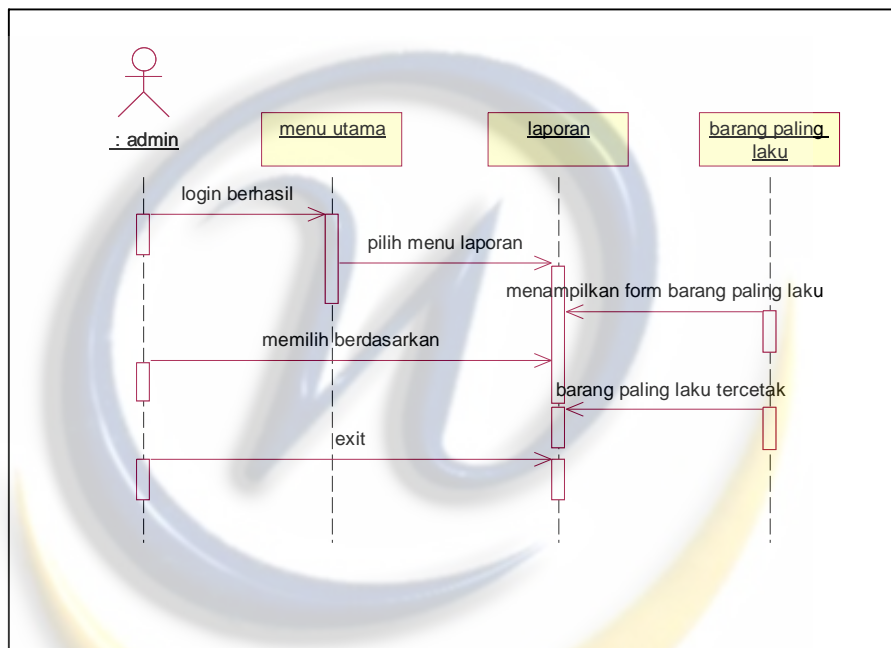 : admin
menu utama
laporan
barang paling
laku
login berhasil
pilih menu laporan
menampilkan form barang paling laku
memilih berdasarkan
barang paling laku tercetak
exit